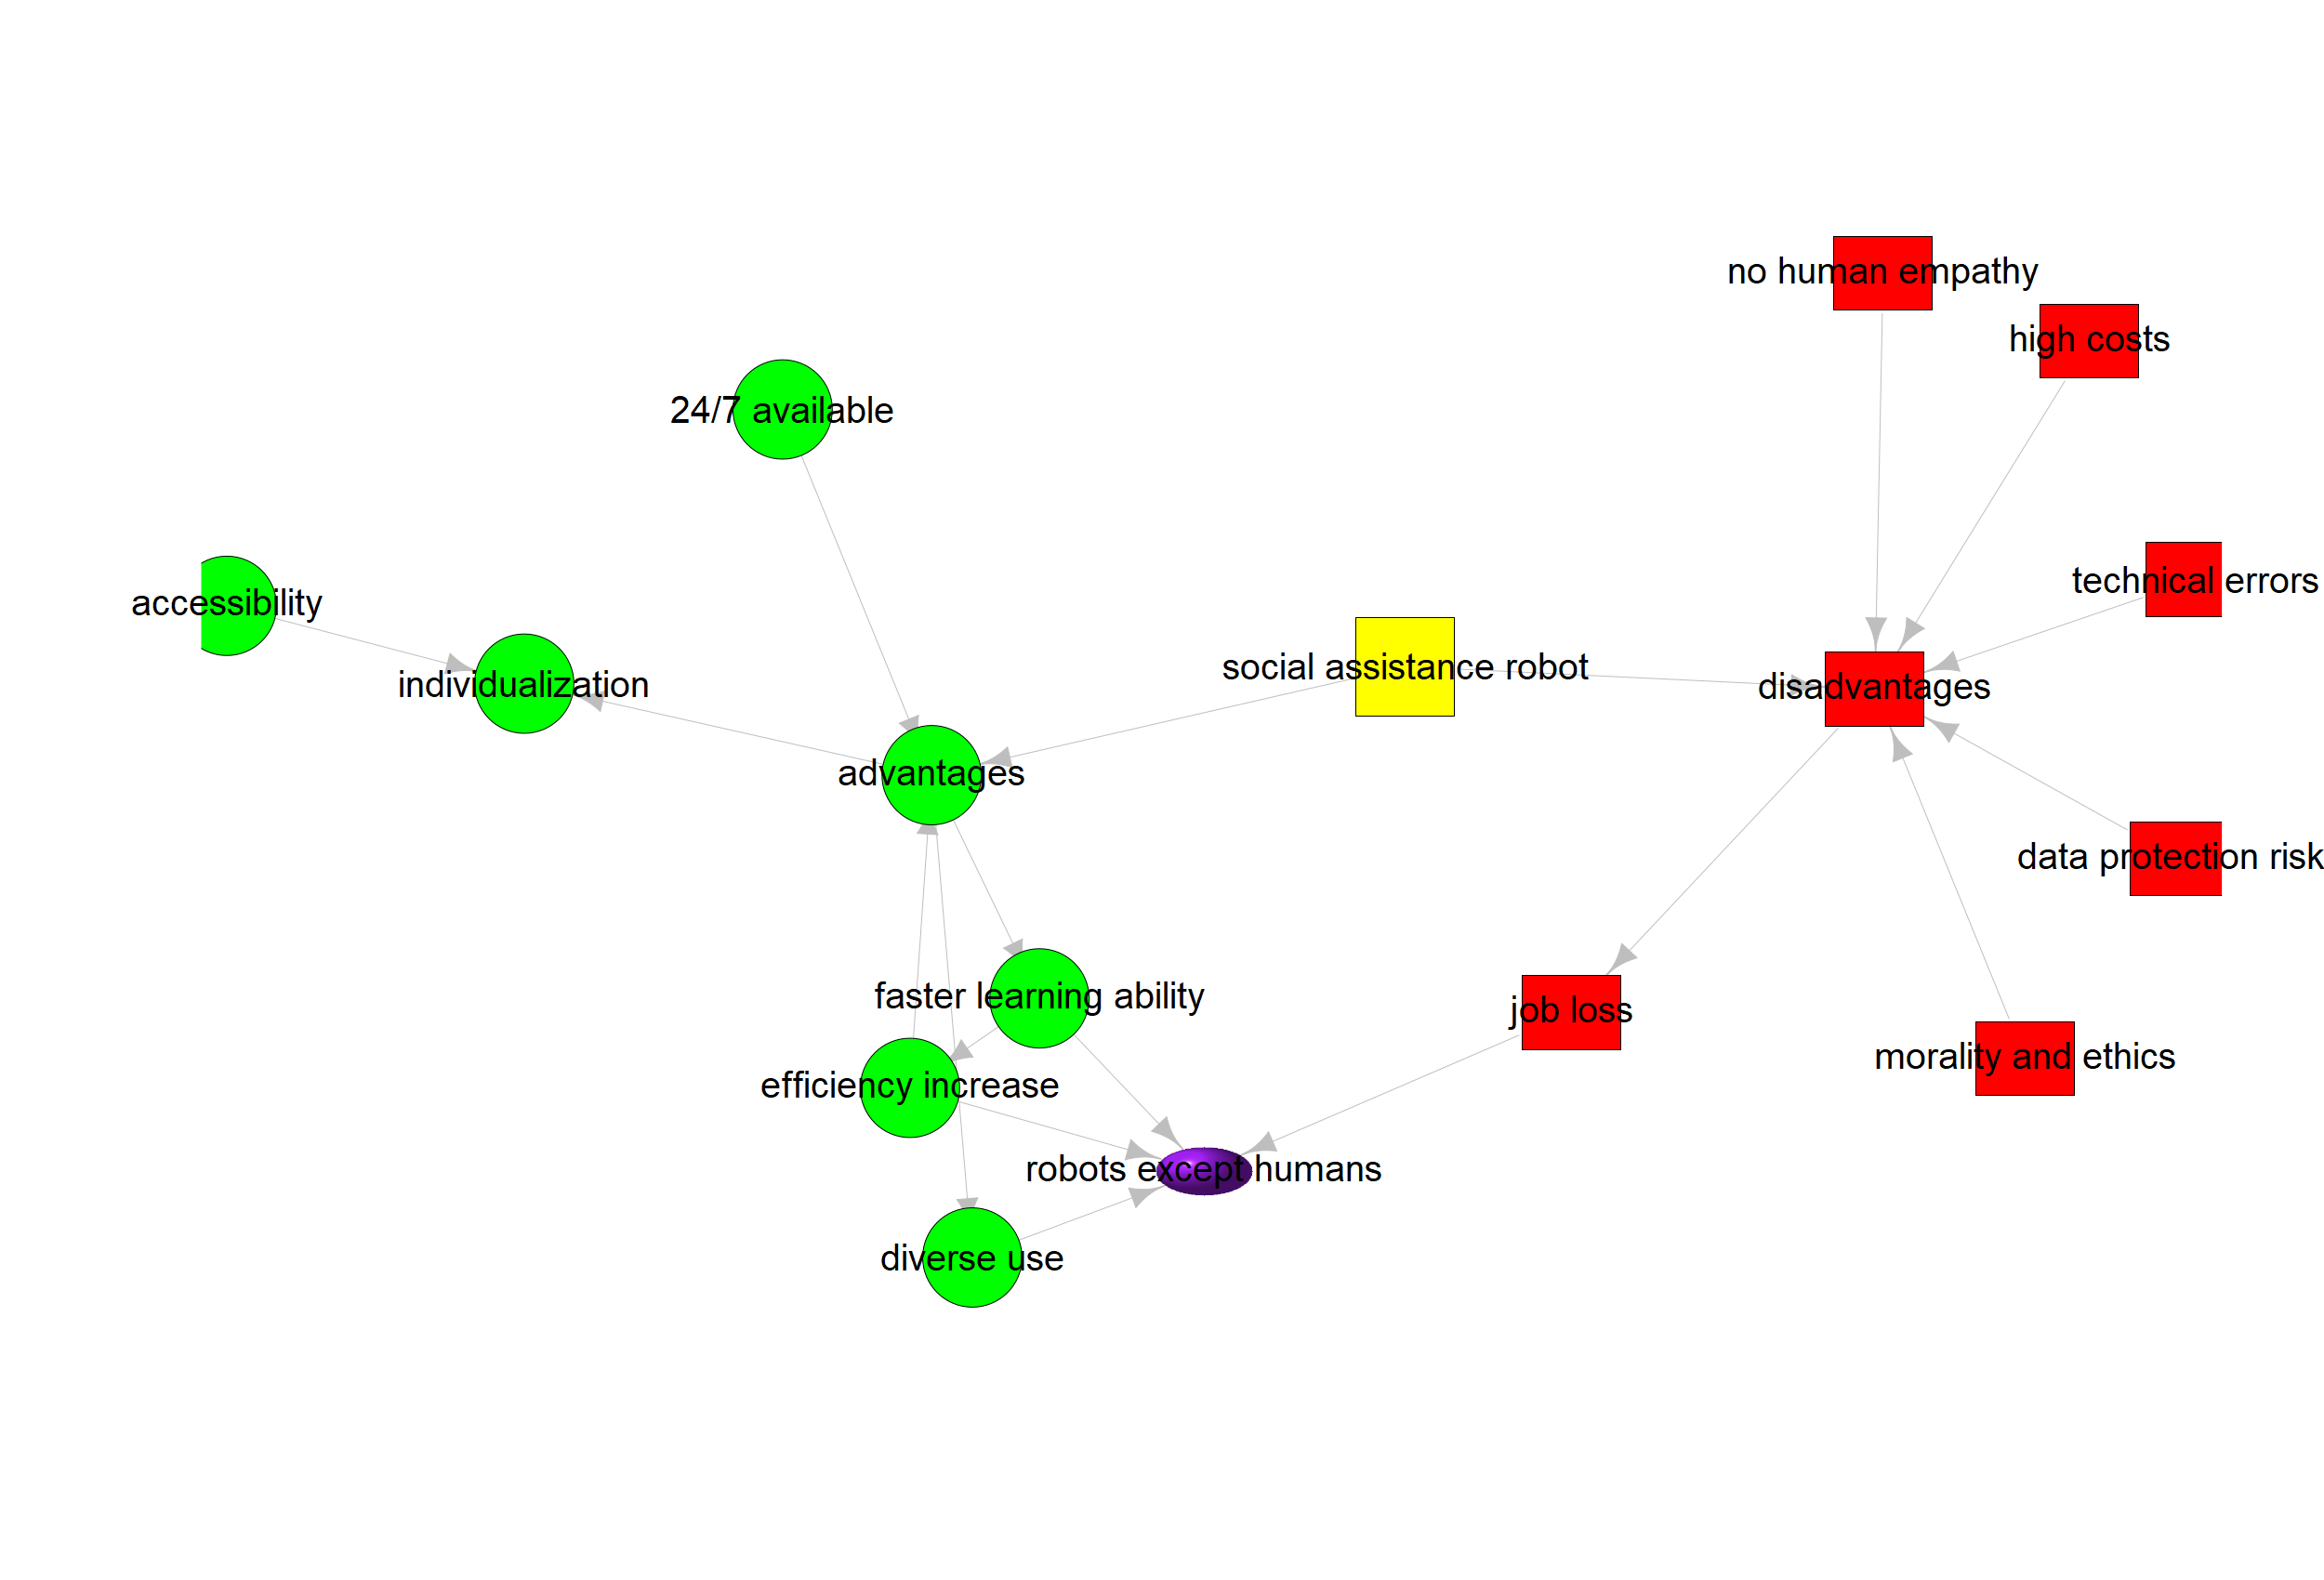 no human empathy
high costs
24/7 available
technical errors
accessibility
social assistance robot
individualization
disadvantages
advantages
data protection risk
faster learning ability
job loss
morality and ethics
efficiency increase
robots except humans
diverse use